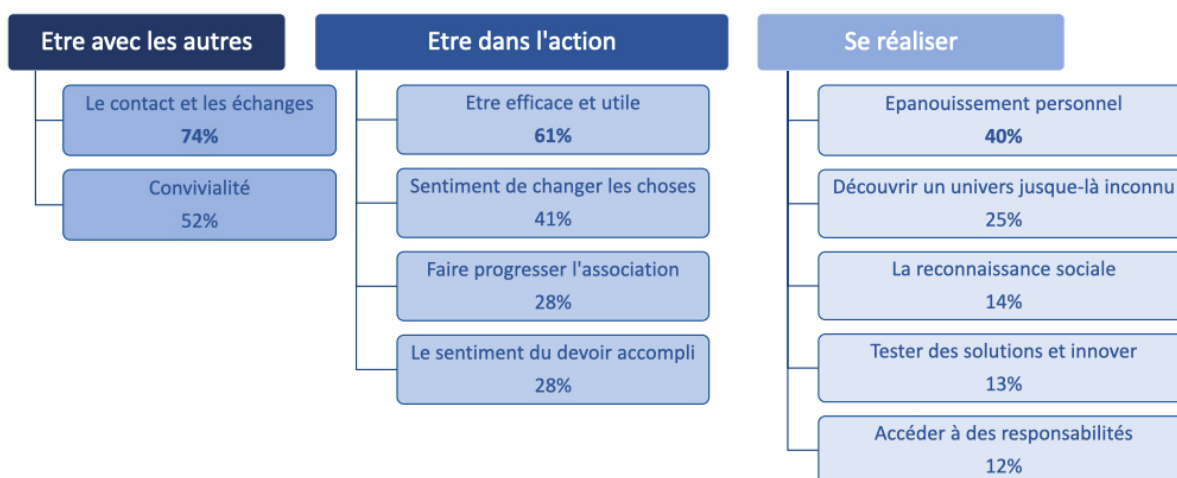 Etre avec les autres
Le contact et les échanges
74%
Convivialité
52%
Etre dans l'action
Etre efficace et utile
61%
Sentiment de changer les choses
41%
Faire progresser l'association
28%
Le sentiment du devoir accompli
28%
Se réaliser
Epanouissement personnel
40%
Découvrir un univers jusque-là inconnu
25%
La reconnaissance sociale
14%
Tester des solutions et innover
13%
Accéder à des responsabilités
12%